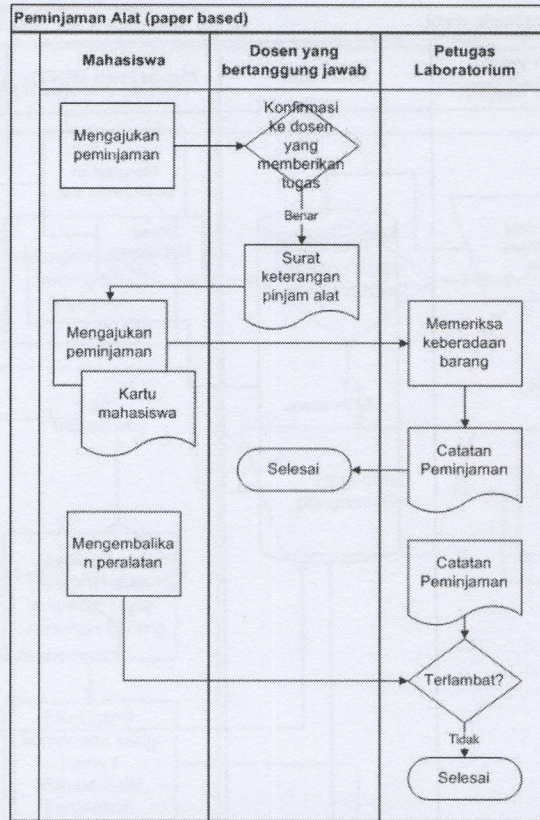 Peminjaman Alat (paper based)
Mahasiswa
Dosen yang
bertanggung jawab
Petugas
Laboratorium
Mengajukan
peminjaman
Konfirmasi
ke dosen
yang
memberikan
tugas
Benar
Surat
keterangan
pinjam alat
Mengajukan
peminjaman
Kartu
mahasiswa
Memeriksa
keberadaan
barang
Selesai
Catatan
Peminjaman
Mengembalika
n peralatan
Catatan
Peminjaman
Terlambat?
Tidak
Selesai